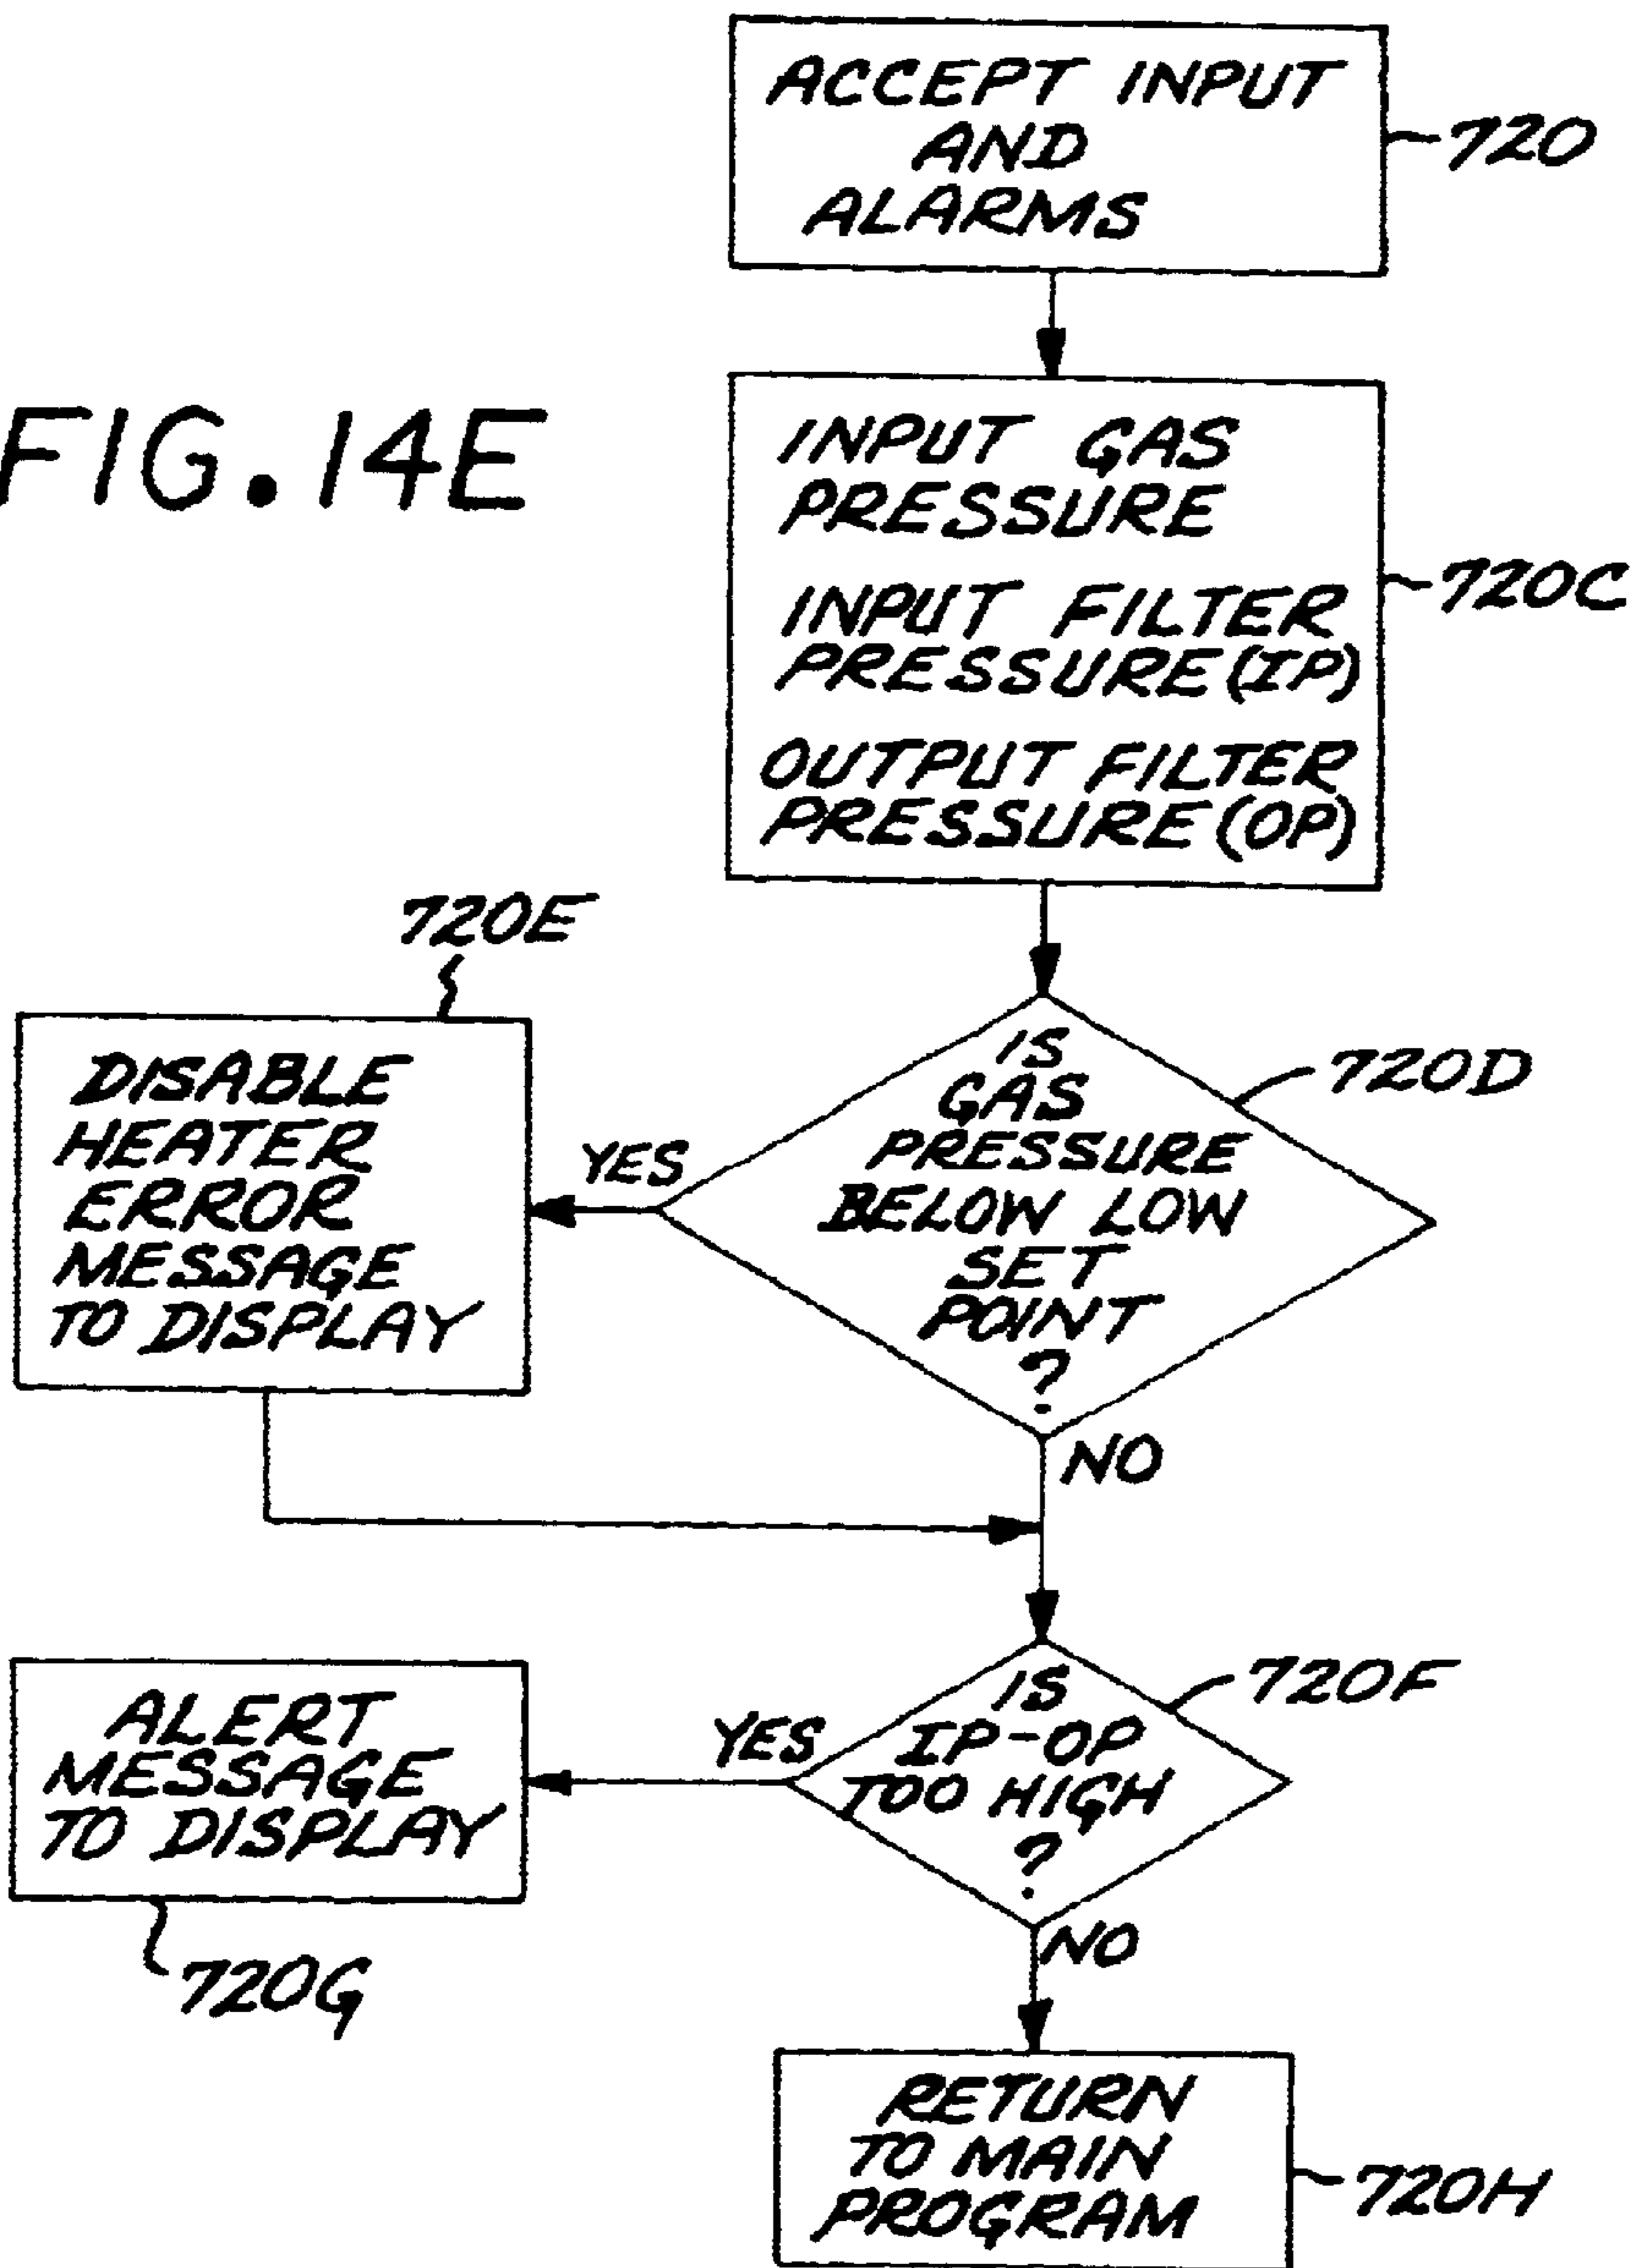 ACCEPT INPUT
AND
ALARMS
720
FIG. 14E
INPUT GAS
PRESSURE
INPUT FILTER
PRESSURE (IP)
OUTPUT FILTER
PRESSURE (OP)
720C
720E
DISABLE
HEATER
ERROR
MESSAGE
TO DISPLAY
YES
IS
GAS
PRESSURE
BELOW LOW
SET
POINT
?
720D
NO
ALERT
MESSAGE
TO DISPLAY
720G
YES
IS
IP-OP
TOO HIGH
?
720F
NO
RETURN
TO MAIN
PROGRAM
720H